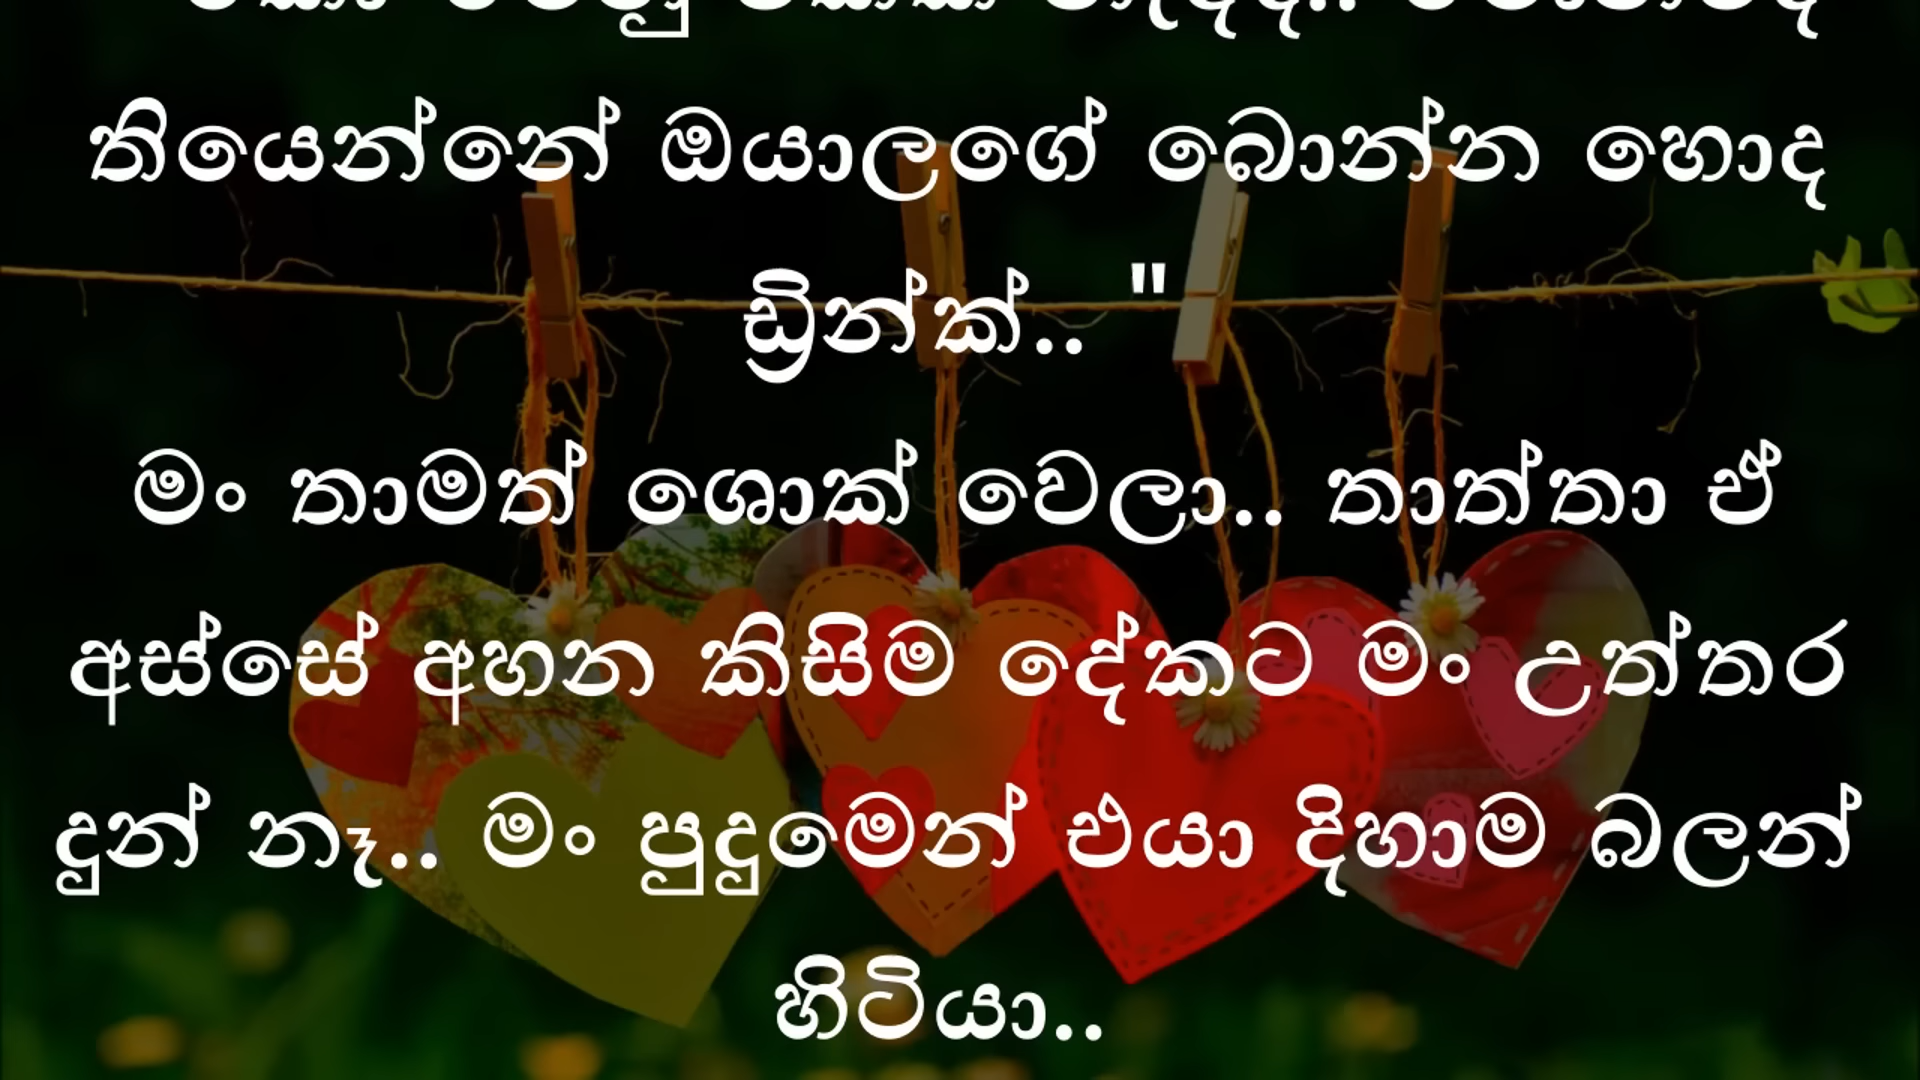 තියෙන්නේ ඔයාලගේ බොන්න හොද
ඩ්‍රින්ක්.. "
මං තාමත් ශොක් වෙලා.. තාත්තා ඒ
අස්සේ අහන කිසිම දේකට මං උත්තර
දුන් නෑ.. මං පුදුමෙන් එයා දිහාම බලන්
හිටියා..